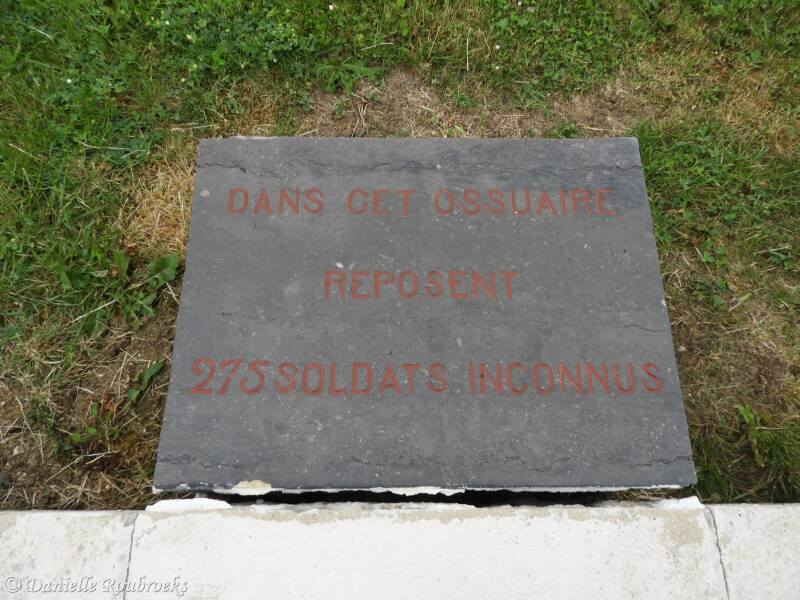 DANS CET OSSUAIRE
REPOSENT
275 SOLDATS INCONNUS
© Danielle Roubroeks